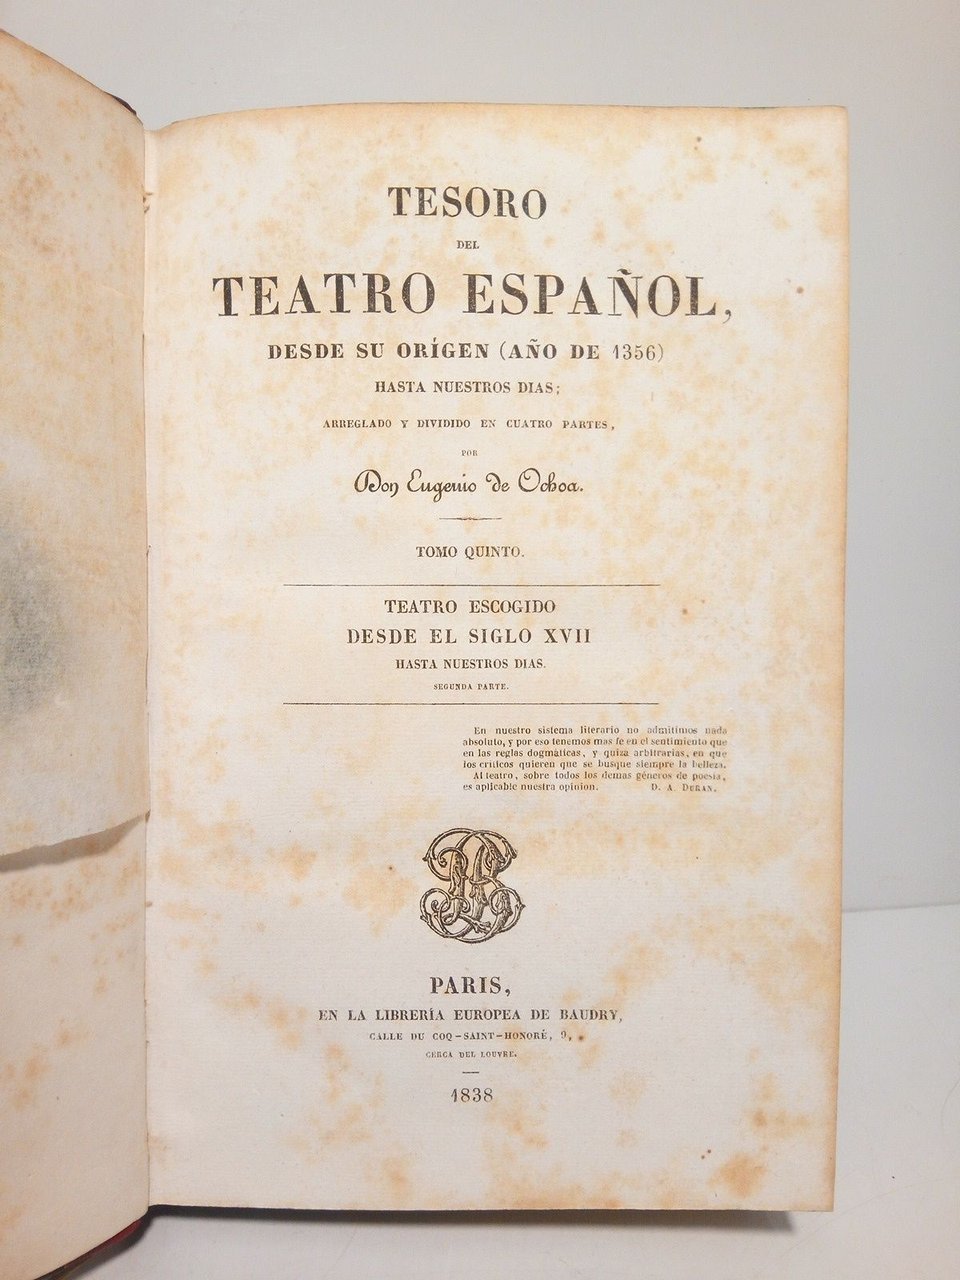 TESORO
DEL
TEATRO ESPAÑOL,
DESDE SU ORÍGEN (AÑO DE 1356)
HASTA NUESTROS DIAS;
ARREGLADO Y DIVIDIDO EN CUATRO PARTES,
POR
Don Eugenio de Ochoa.
TOMO QUINTO.
TEATRO ESCOGIDO
DESDE EL SIGLO XVII
HASTA NUESTROS DIAS.
SEGUNDA PARTE.
En nuestro sistema literario no admitimos nada
absoluto, y por eso tenemos mas fe en el sentimiento que
en las reglas dogmáticas, y quiza arbitrarias, en que
los críticos quieren que se busque siempre la belleza.
Al teatro, sobre todos los demas géneros de poesía,
es aplicable nuestra opinion. D. A. DURAN.
PARIS,
EN LA LIBRERÍA EUROPEA DE BAUDRY,
CALLE DU COQ-SAINT-HONORÉ, 9,
CERCA DEL LOUVRE.
1838